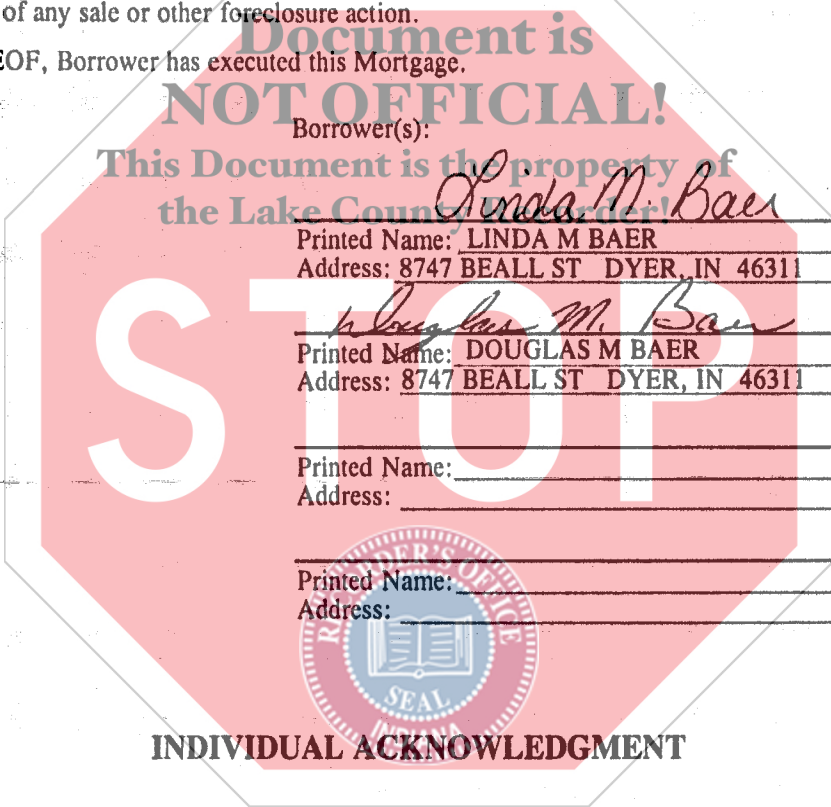 of any sale or other foreclosure action.
Document is
EOF, Borrower has executed this Mortgage.
NOT OFFICIAL!
Borrower(s):
This Document is the property of
Linda M. Baer
the Lake County Recorder!
Printed Name: LINDA M BAER
Address: 8747 BEALL ST DYER, IN 46311
Douglas M. Baer
Printed Name: DOUGLAS M BAER
Address: 8747 BEALL ST DYER, IN 46311
STOP
Printed Name:
Address:
Printed Name:
Address:
RECORDER'S OFFICE
SEAL
INDIANA
INDIVIDUAL ACKNOWLEDGMENT